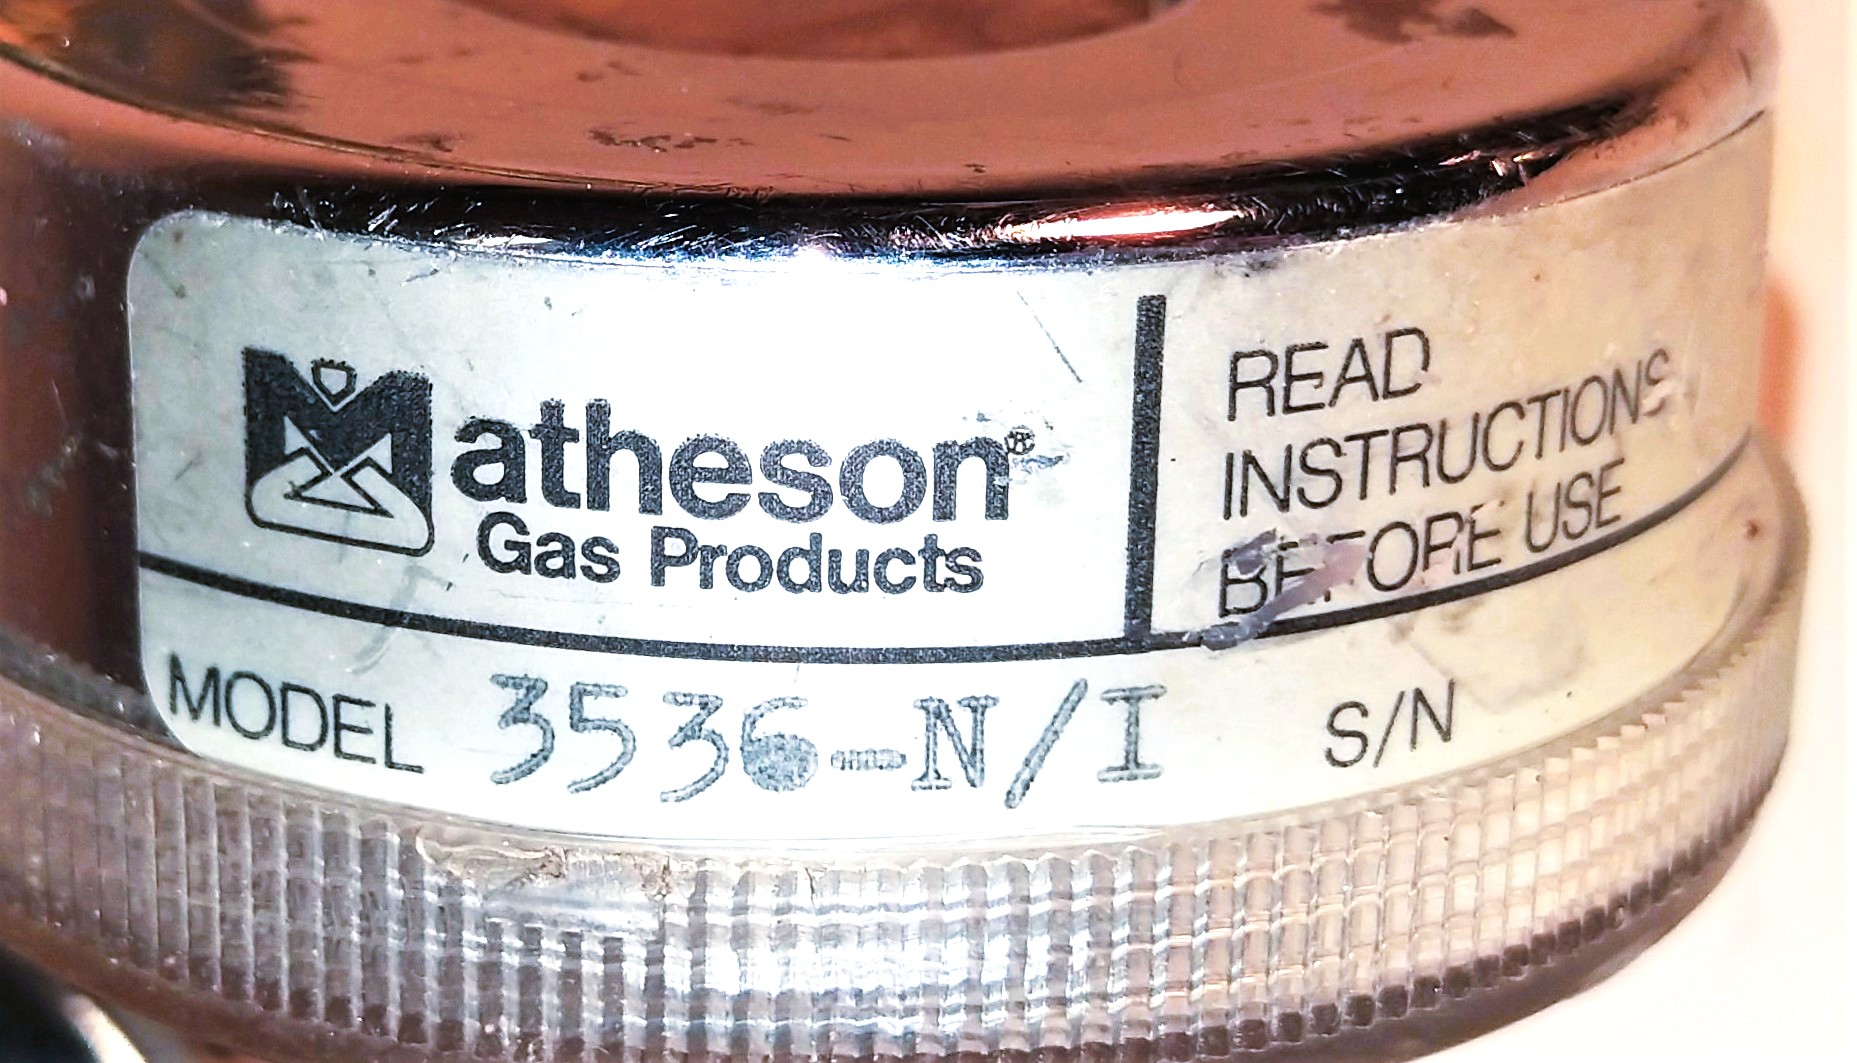 Matheson®
Gas Products
READ
INSTRUCTIONS
BEFORE USE
MODEL 3536-N/I S/N